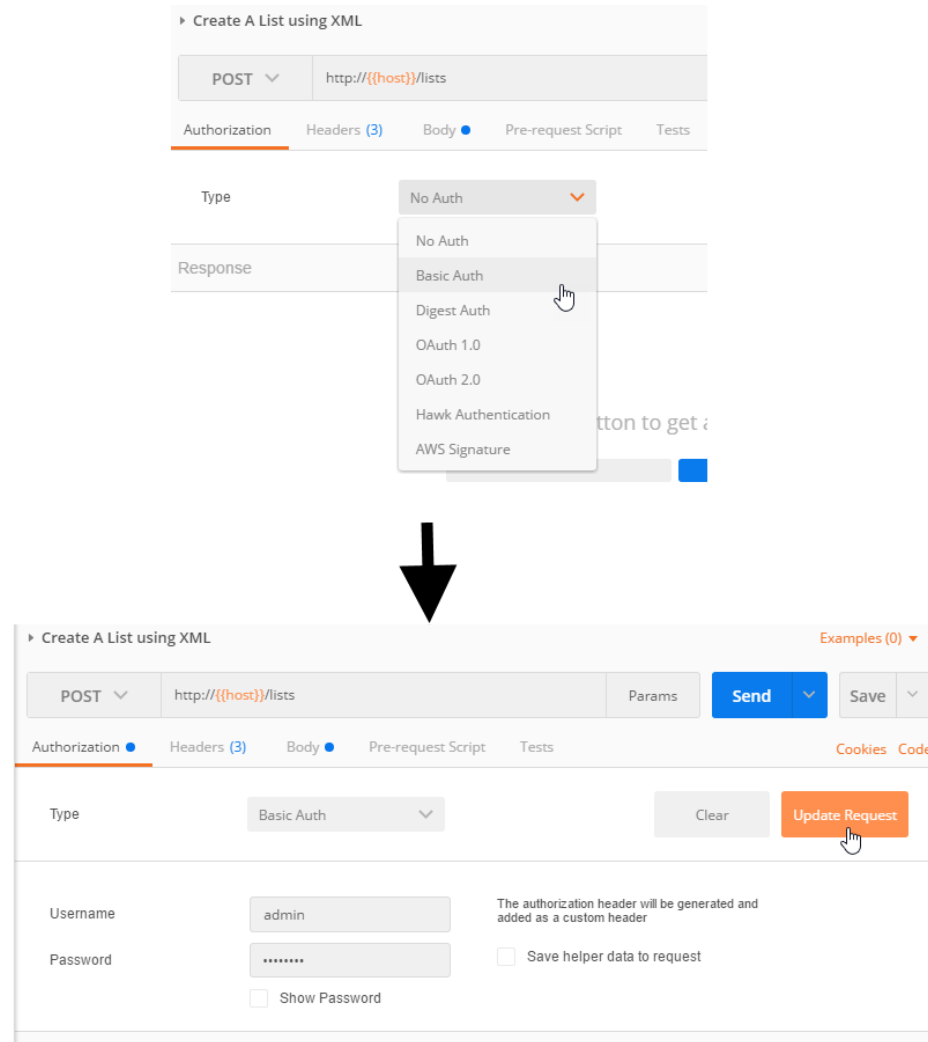 Create A List using XML
POST http://{{host}}/lists
Authorization Headers (3) Body Pre-request Script Tests
Type No Auth
No Auth
Response
Basic Auth
Digest Auth
OAuth 1.0
OAuth 2.0
Hawk Authentication
tton to get
AWS Signature
Create A List using XML Examples (0)
POST http://{{host}}/lists Params Send Save
Authorization Headers (3) Body Pre-request Script Tests Cookies Code
Type Basic Auth Clear Update Request
Username admin The authorization header will be generated and
added as a custom header
Password •••••••• Save helper data to request
Show Password